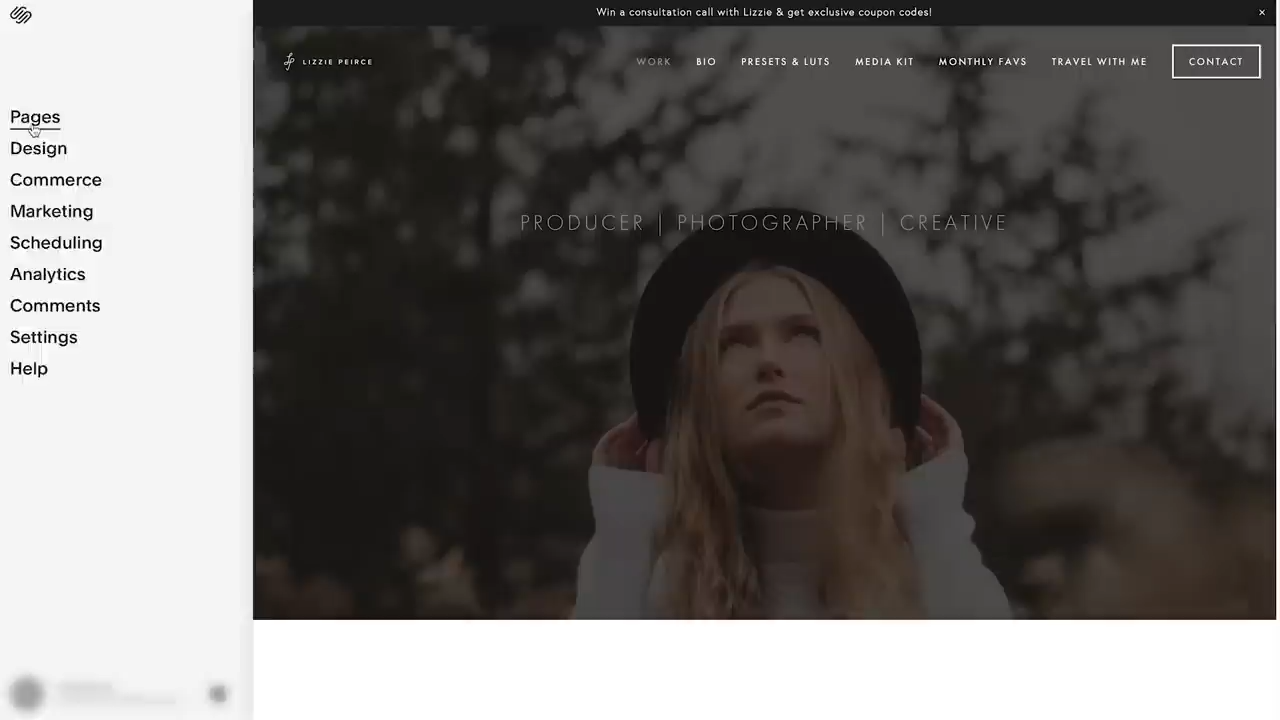 Pages
Design
Commerce
Marketing
Scheduling
Analytics
Comments
Settings
Help
Win a consultation call with Lizzie & get exclusive coupon codes!
LIZZIE PEIRCE
WORK BIO PRESETS & LUTS MEDIA KIT MONTHLY FAVS TRAVEL WITH ME CONTACT
PRODUCER | PHOTOGRAPHER | CREATIVE